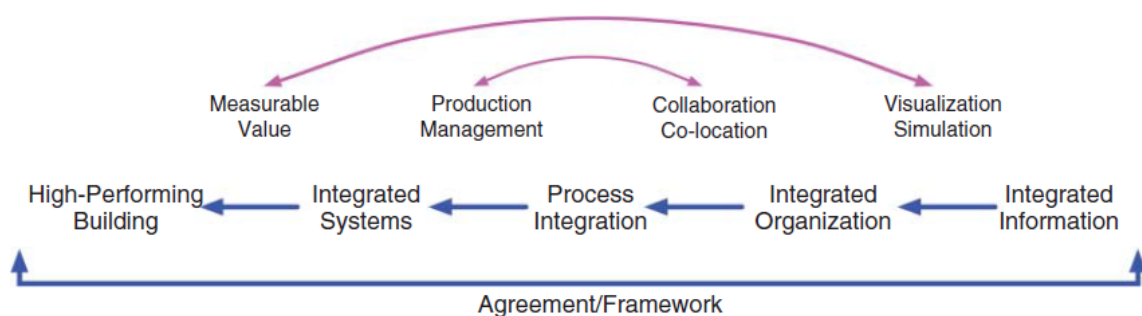 Measurable
Value
Production
Management
Collaboration
Co-location
Visualization
Simulation
High-Performing
Building
Integrated
Systems
Process
Integration
Integrated
Organization
Integrated
Information
Agreement/Framework